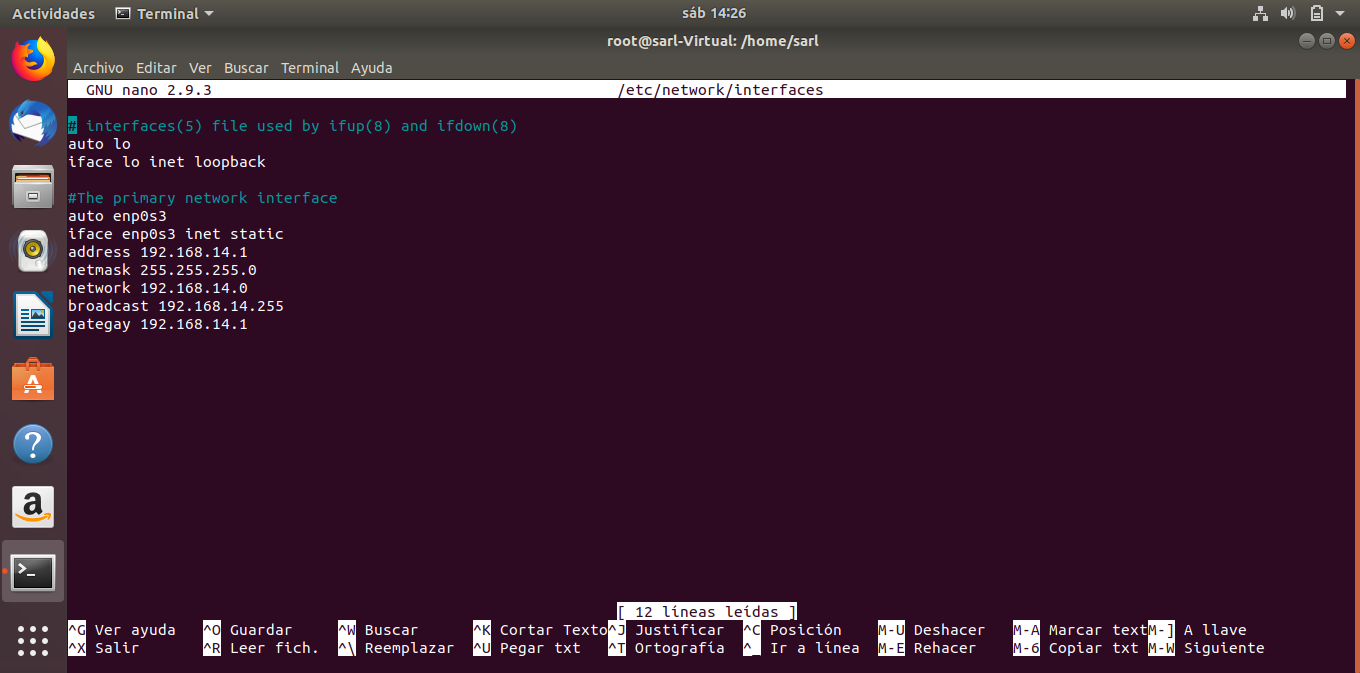 Actividades Terminal sáb 14:26
root@sarl-Virtual: /home/sarl
Archivo Editar Ver Buscar Terminal Ayuda
GNU nano 2.9.3 /etc/network/interfaces
# interfaces(5) file used by ifup(8) and ifdown(8)
auto lo
iface lo inet loopback
#The primary network interface
auto enp0s3
iface enp0s3 inet static
address 192.168.14.1
netmask 255.255.255.0
network 192.168.14.0
broadcast 192.168.14.255
gategay 192.168.14.1
[ 12 líneas leídas ]
^G Ver ayuda ^O Guardar ^W Buscar ^K Cortar Texto ^J Justificar ^C Posición M-U Deshacer M-A Marcar text M-] A llave
^X Salir ^R Leer fich. ^\ Reemplazar ^U Pegar txt ^T Ortografía ^_ Ir a línea M-E Rehacer M-6 Copiar txt M-W Siguiente